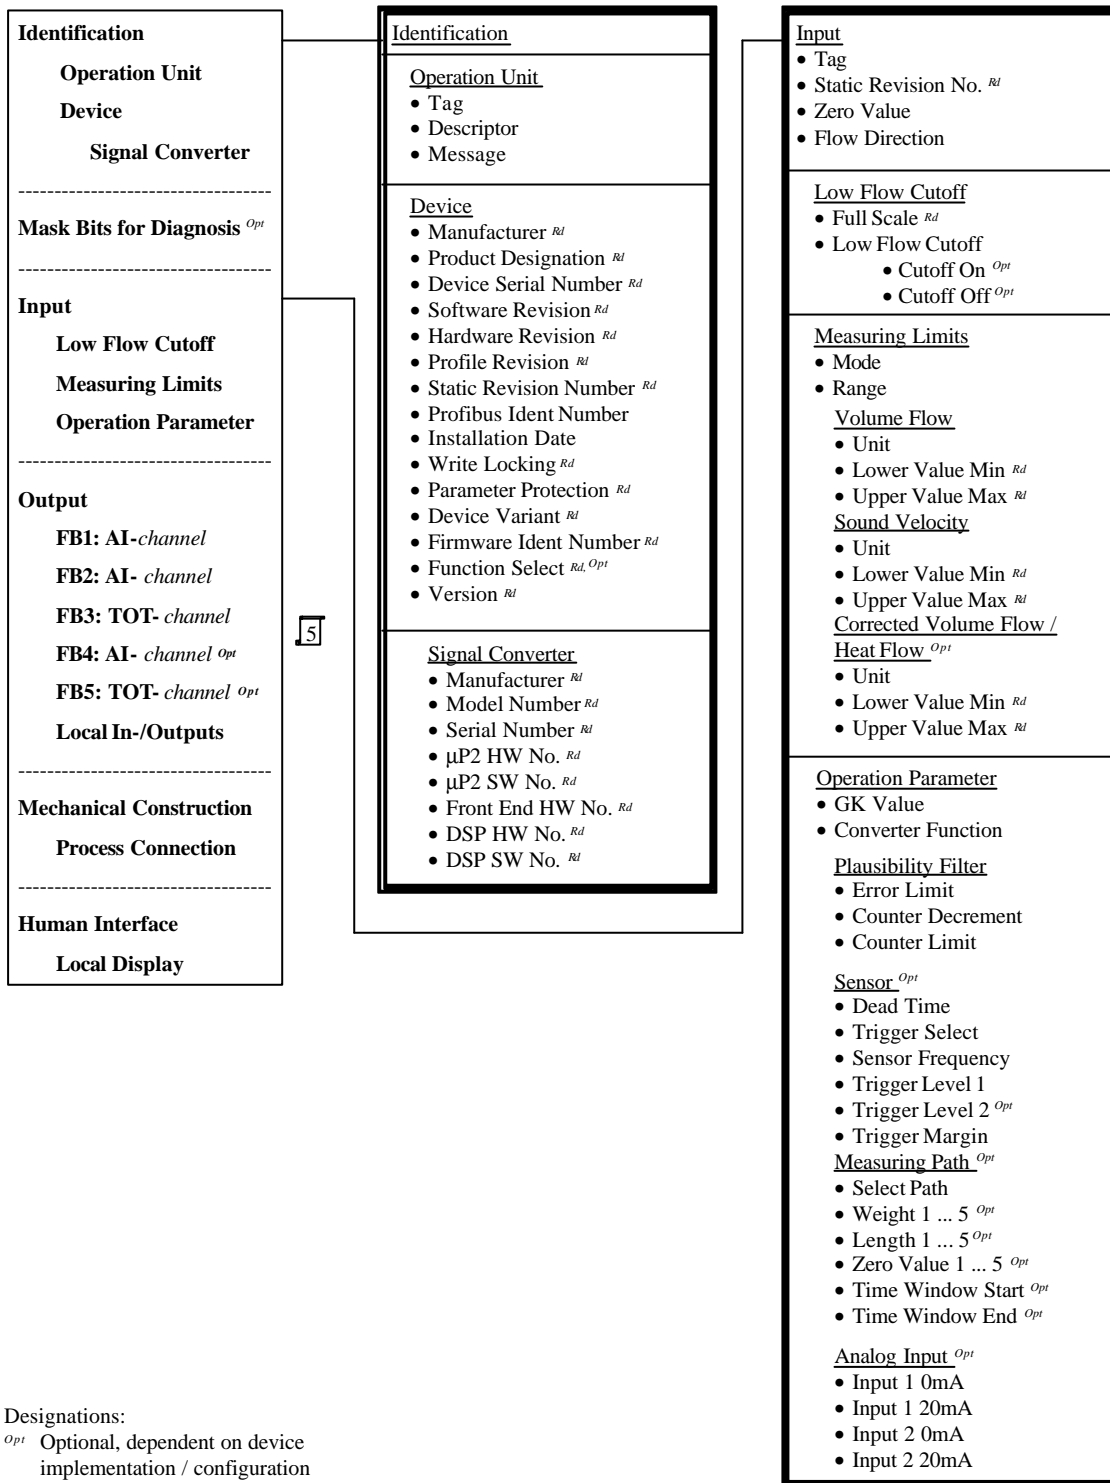 Identification
Operation Unit
Device
Signal Converter
-----------------------------------
Mask Bits for Diagnosis Opt
-----------------------------------
Input
Low Flow Cutoff
Measuring Limits
Operation Parameter
-----------------------------------
Output
FB1: AI-channel
FB2: AI- channel
FB3: TOT- channel
FB4: AI- channel Opt
FB5: TOT- channel Opt
Local In-/Outputs
-----------------------------------
Mechanical Construction
Process Connection
-----------------------------------
Human Interface
Local Display
5
Identification
Operation Unit
• Tag
• Descriptor
• Message
Device
• Manufacturer Rd
• Product Designation Rd
• Device Serial Number Rd
• Software Revision Rd
• Hardware Revision Rd
• Profile Revision Rd
• Static Revision Number Rd
• Profibus Ident Number
• Installation Date
• Write Locking Rd
• Parameter Protection Rd
• Device Variant Rd
• Firmware Ident Number Rd
• Function Select Rd, Opt
• Version Rd
Signal Converter
• Manufacturer Rd
• Model Number Rd
• Serial Number Rd
• µP2 HW No. Rd
• µP2 SW No. Rd
• Front End HW No. Rd
• DSP HW No. Rd
• DSP SW No. Rd
Input
• Tag
• Static Revision No. Rd
• Zero Value
• Flow Direction
Low Flow Cutoff
• Full Scale Rd
• Low Flow Cutoff
• Cutoff On Opt
• Cutoff Off Opt
Measuring Limits
• Mode
• Range
Volume Flow
• Unit
• Lower Value Min Rd
• Upper Value Max Rd
Sound Velocity
• Unit
• Lower Value Min Rd
• Upper Value Max Rd
Corrected Volume Flow /
Heat Flow Opt
• Unit
• Lower Value Min Rd
• Upper Value Max Rd
Operation Parameter
• GK Value
• Converter Function
Plausibility Filter
• Error Limit
• Counter Decrement
• Counter Limit
Sensor Opt
• Dead Time
• Trigger Select
• Sensor Frequency
• Trigger Level 1
• Trigger Level 2 Opt
• Trigger Margin
Measuring Path Opt
• Select Path
• Weight 1 ... 5 Opt
• Length 1 ... 5 Opt
• Zero Value 1 ... 5 Opt
• Time Window Start Opt
• Time Window End Opt
Analog Input Opt
• Input 1 0mA
• Input 1 20mA
• Input 2 0mA
• Input 2 20mA
Designations:
Opt Optional, dependent on device
implementation / configuration